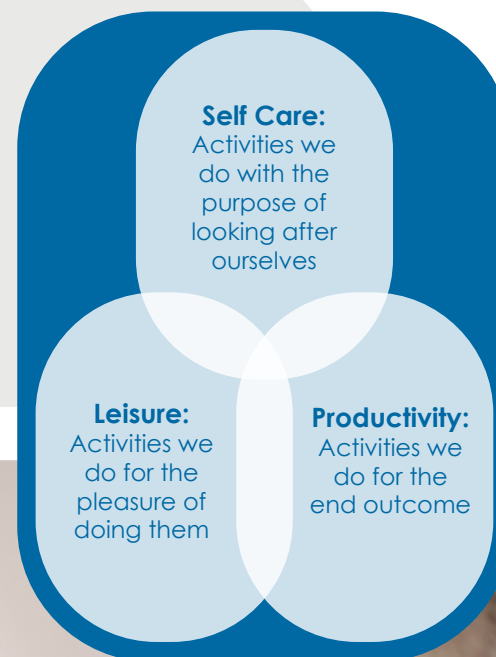 Self Care:
Activities we
do with the
purpose of
looking after
ourselves
Leisure:
Activities we
do for the
pleasure of
doing them
Productivity:
Activities we
do for the
end outcome